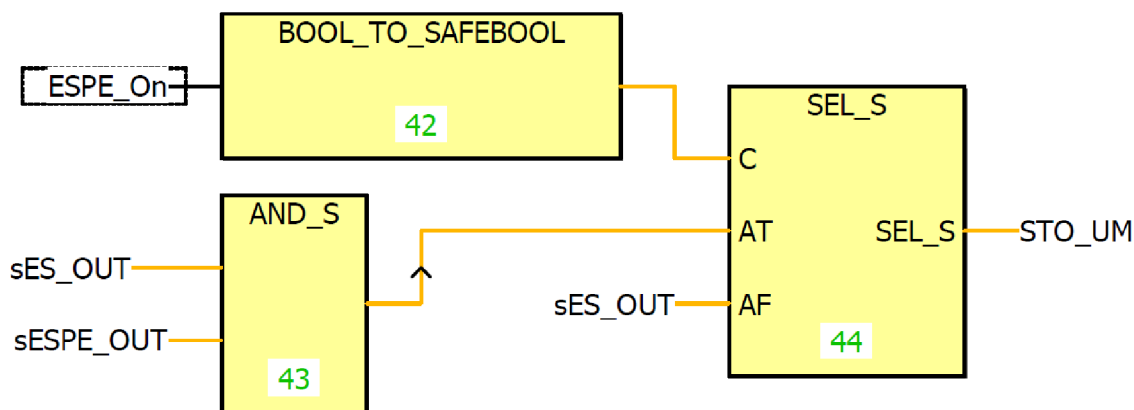 BOOL_TO_SAFEBOOL
ESPE_On
42
SEL_S
C
AND_S
AT
SEL_S
STO_UM
sES_OUT
sES_OUT
AF
sESPE_OUT
44
43